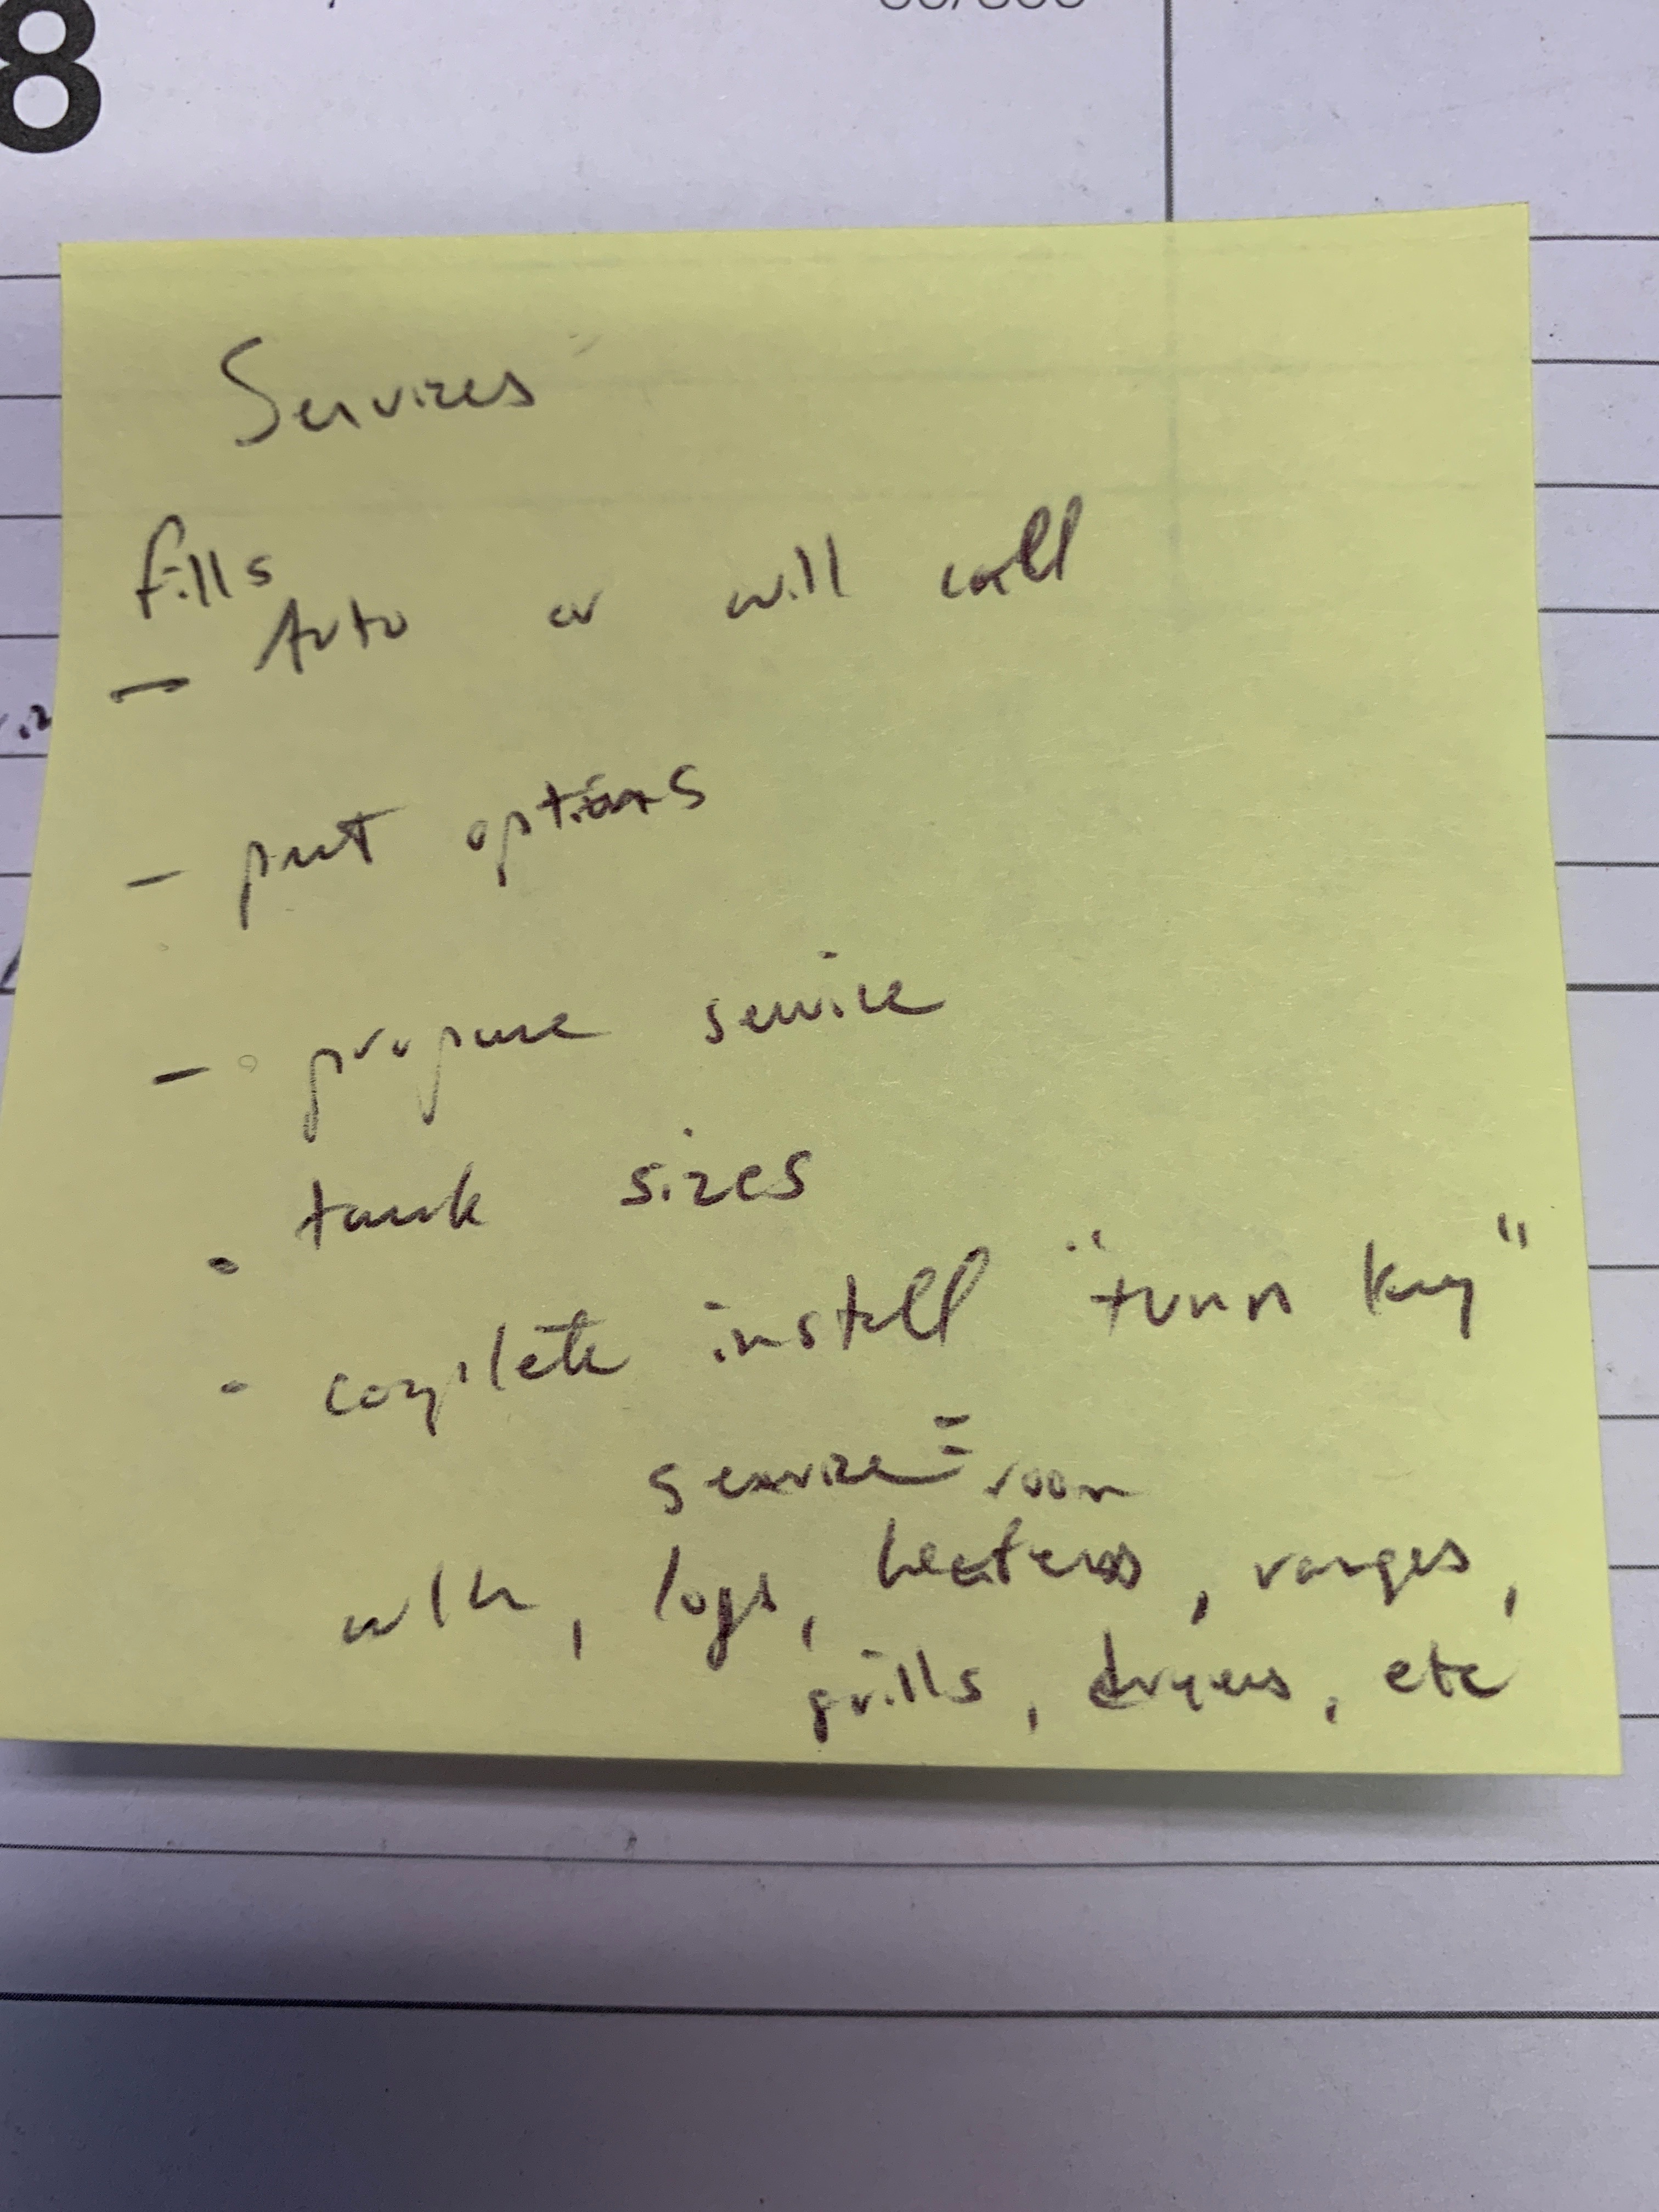 8
Services
fills
— Auto or will call
— pmt options
— propane service
• tank sizes
• complete install "turn key"
service = room
wth, logs, heaters, ranges,
grills, dryers, etc